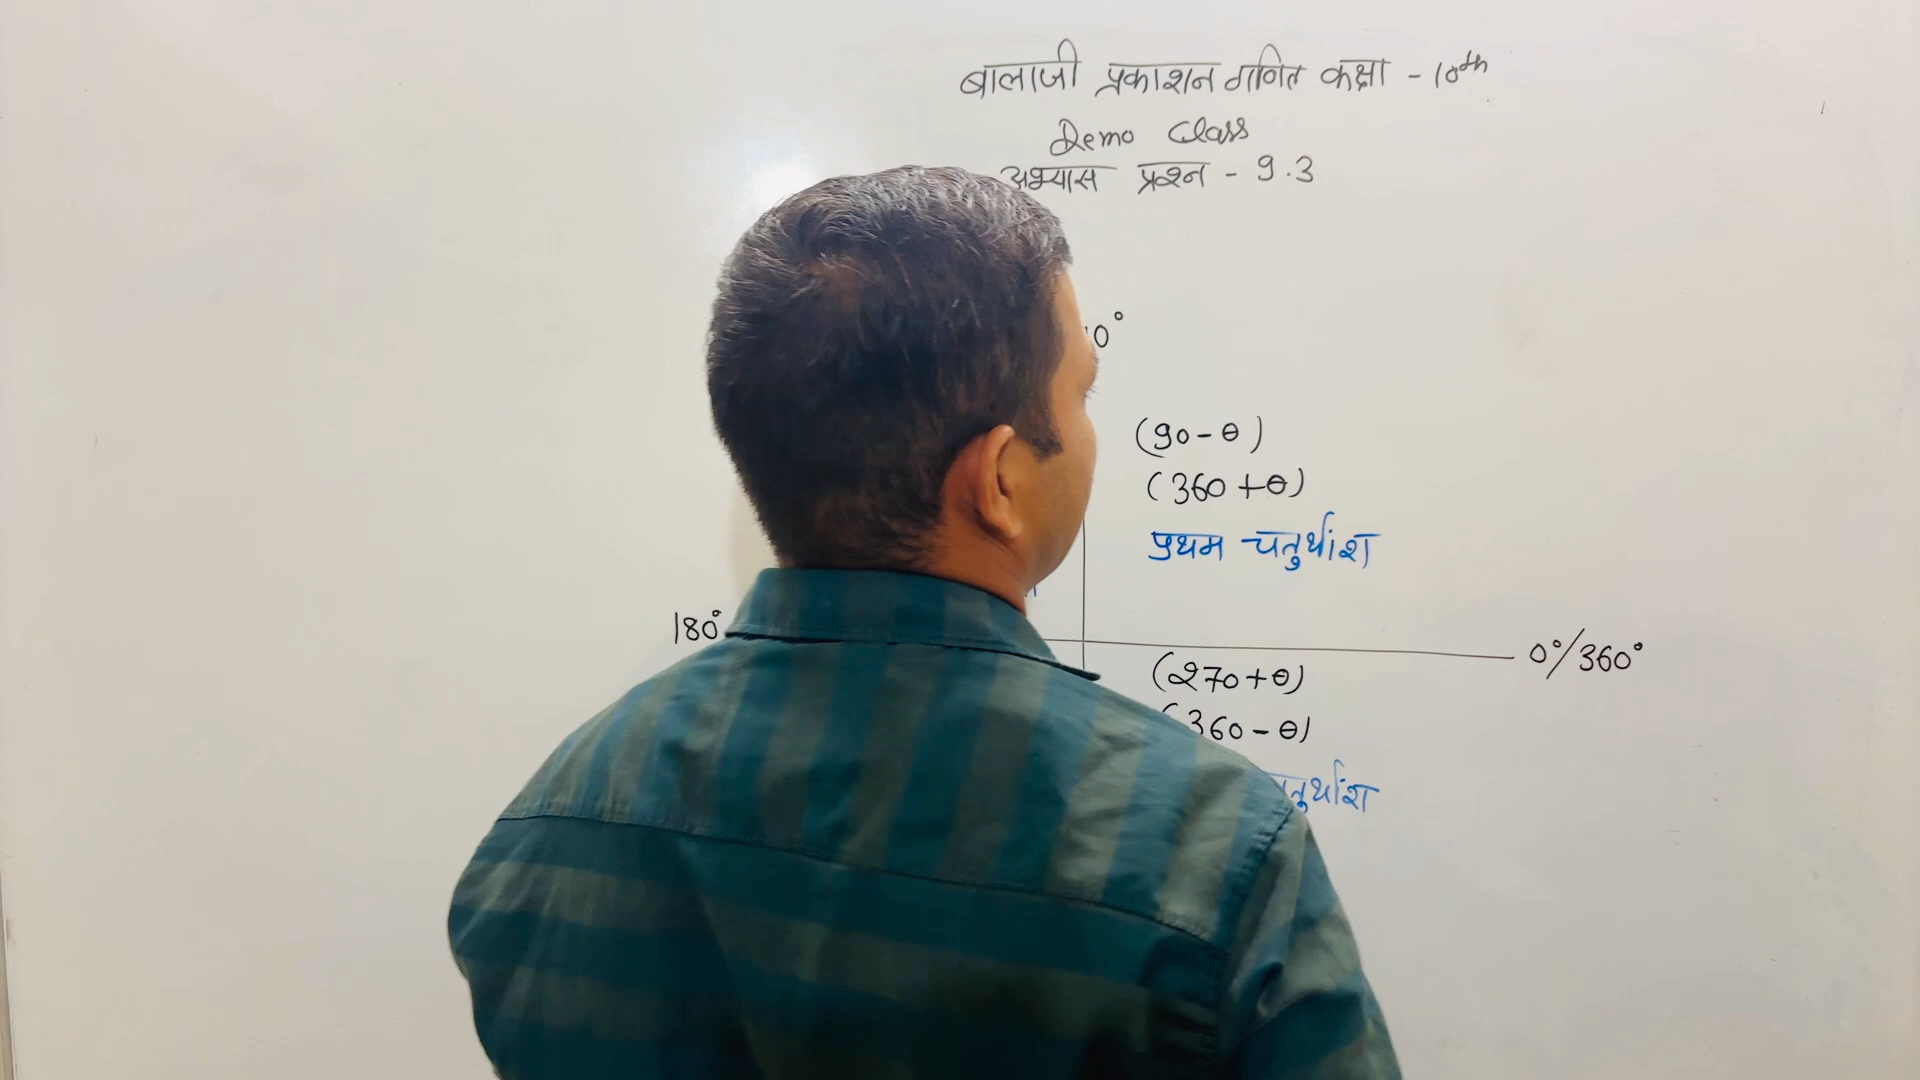 बालाजी प्रकाशन गणित कक्षा - 10th
Demo Class
अभ्यास प्रश्न - 9.3
0°
(90-θ)
(360+θ)
प्रथम चतुर्थांश
180°
0°/360°
(270+θ)
(360-θ)